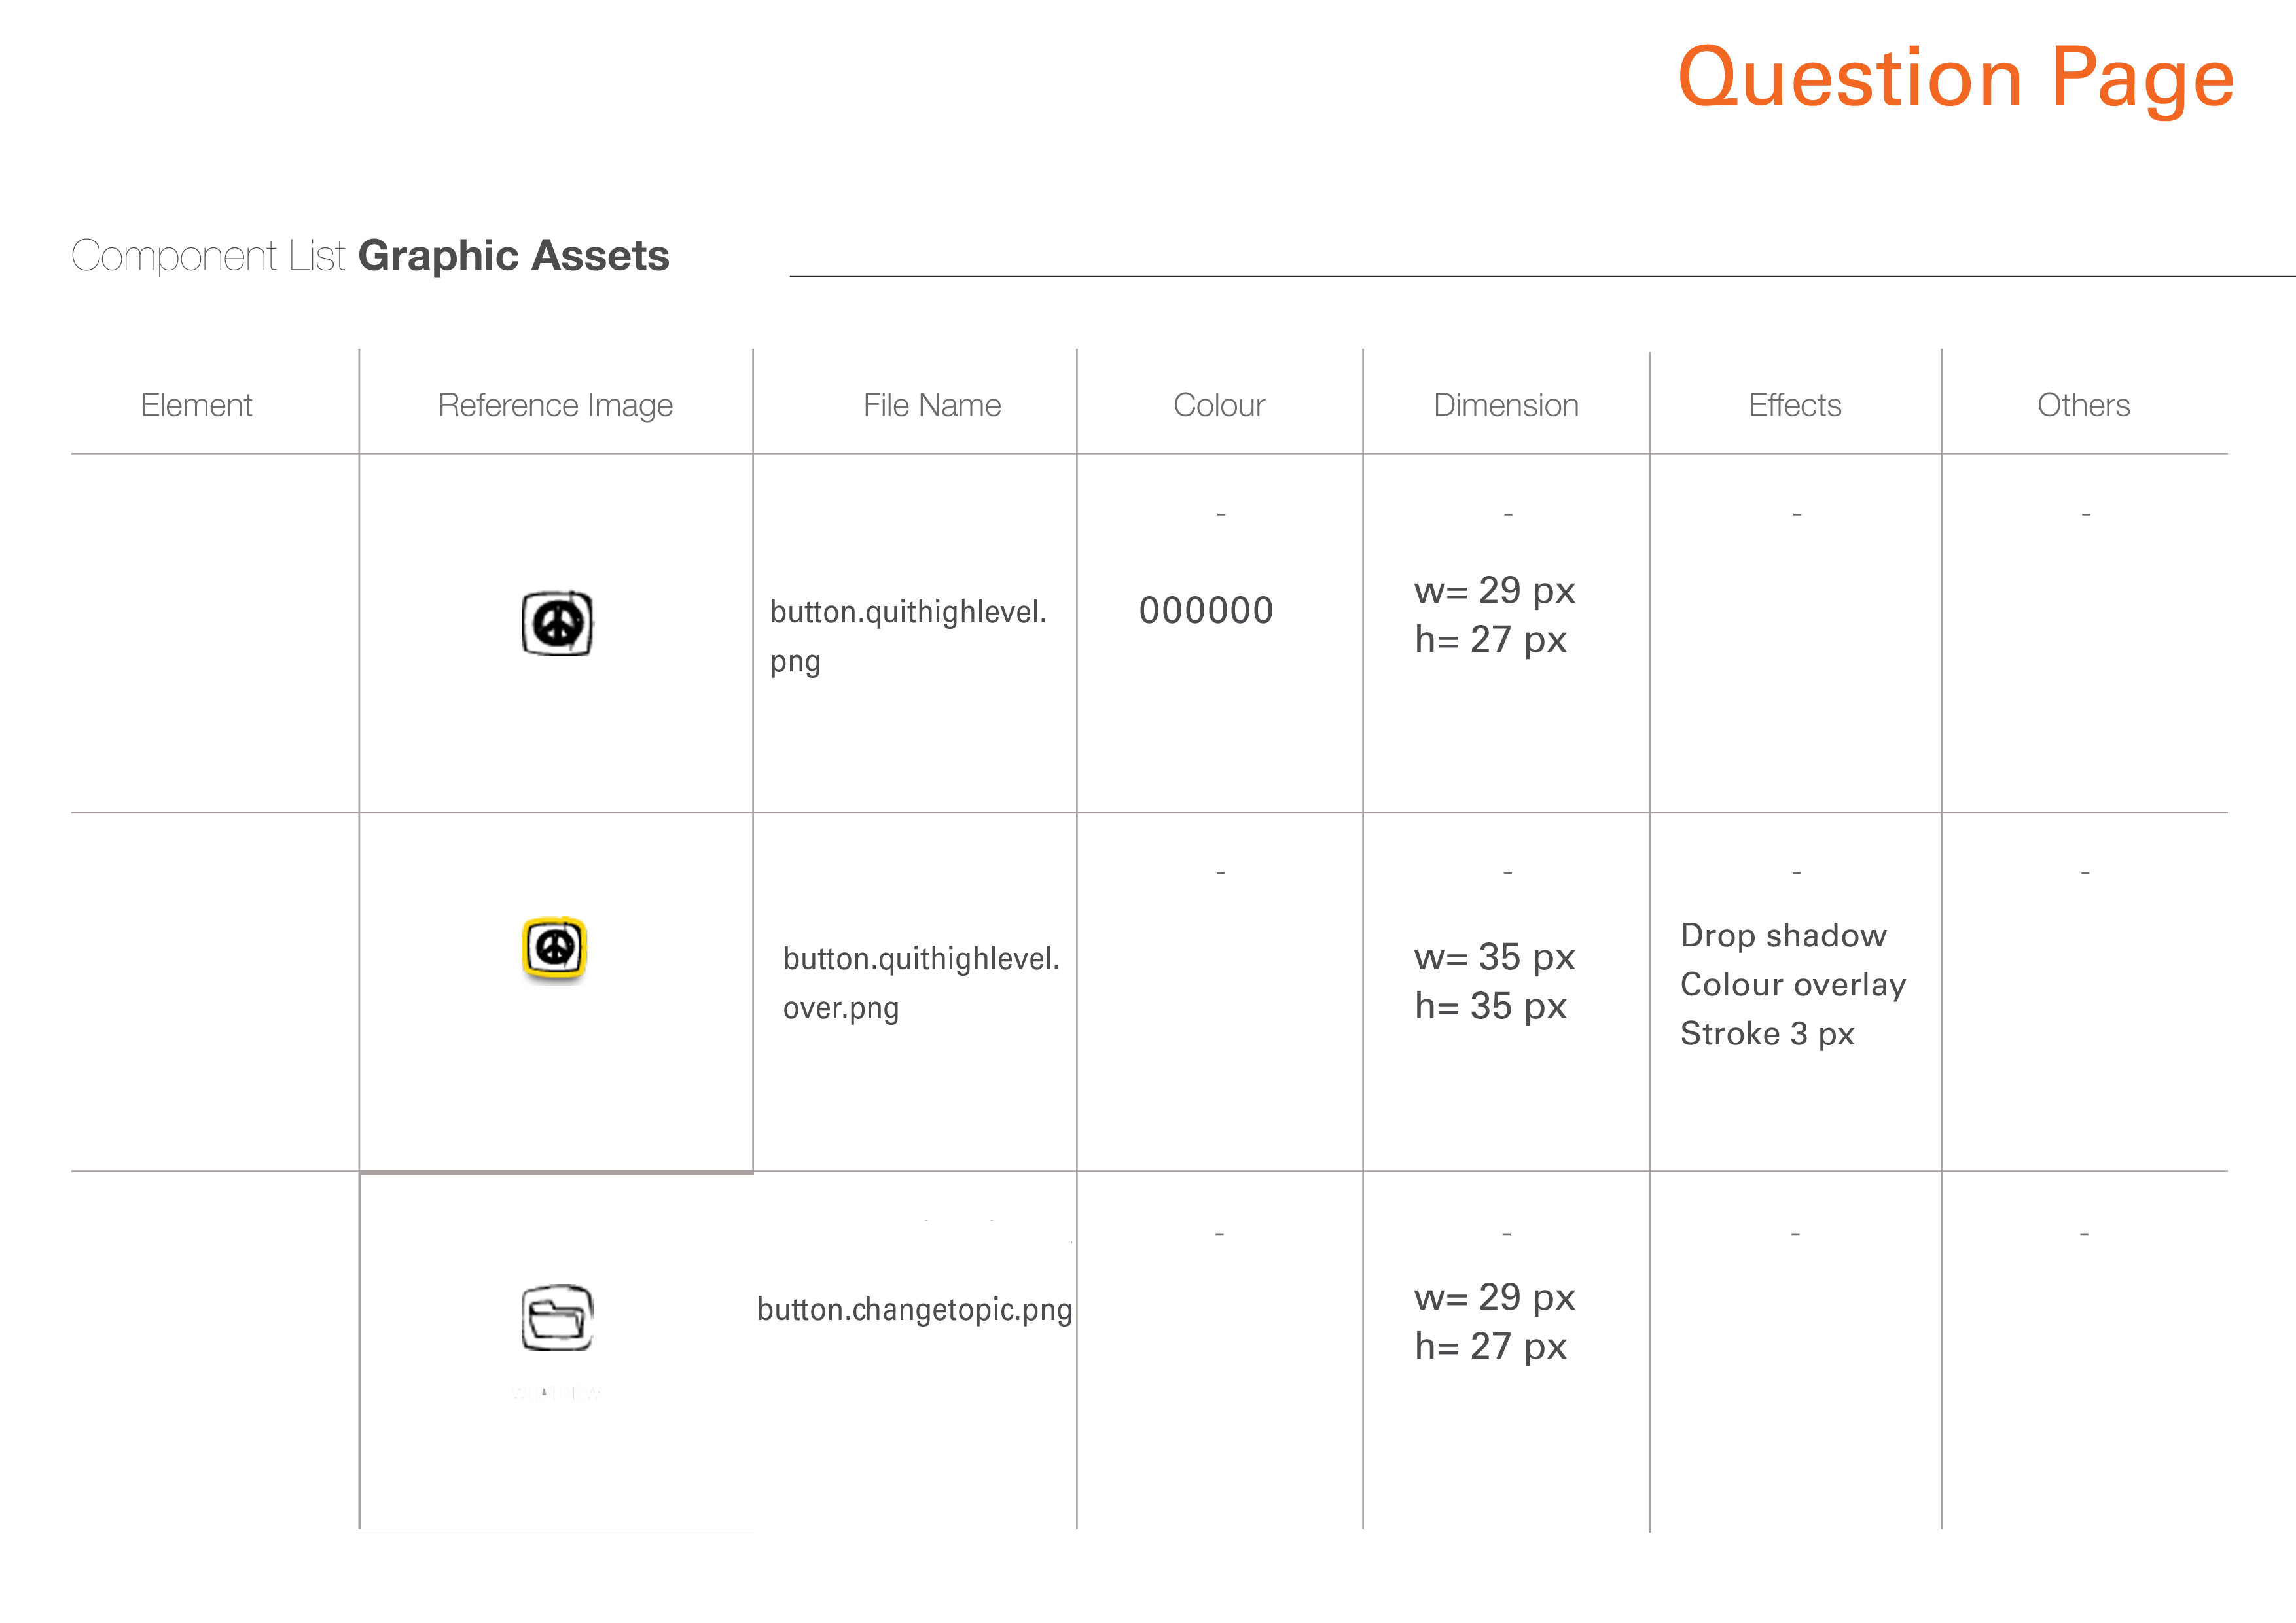 Question Page
Component List Graphic Assets
Element Reference Image File Name Colour Dimension Effects Others
- - - -
button.quithighlevel.
png
000000
w= 29 px
h= 27 px
- - - -
button.quithighlevel.
over.png
w= 35 px
h= 35 px
Drop shadow
Colour overlay
Stroke 3 px
- - - -
button.changetopic.png
w= 29 px
h= 27 px